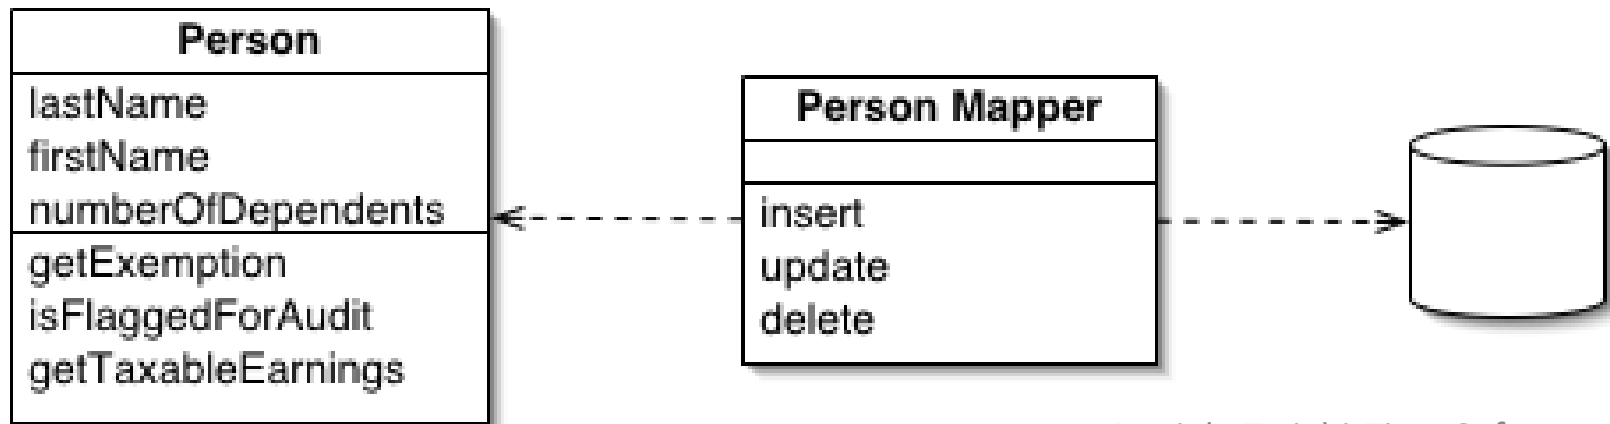 Person
lastName
firstName
numberOfDependents
getExemption
isFlaggedForAudit
getTaxableEarnings
Person Mapper
insert
update
delete